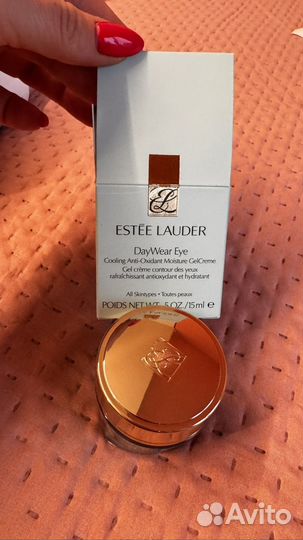 ESTĒE LAUDER
DayWear Eye
Cooling Anti-Oxidant Moisture GelCreme
Gel crème contour des yeux
rafraîchissant antioxydant et hydratant
All Skintypes • Toutes peaux
POIDS NET WT. .5 OZ./15ml ℮
Avito